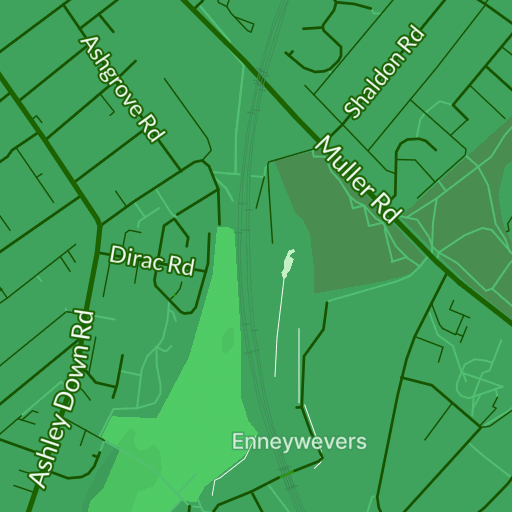 Ashgrove Rd
Shaldon Rd
Muller Rd
Dirac Rd
Ashley Down Rd
Enneywevers